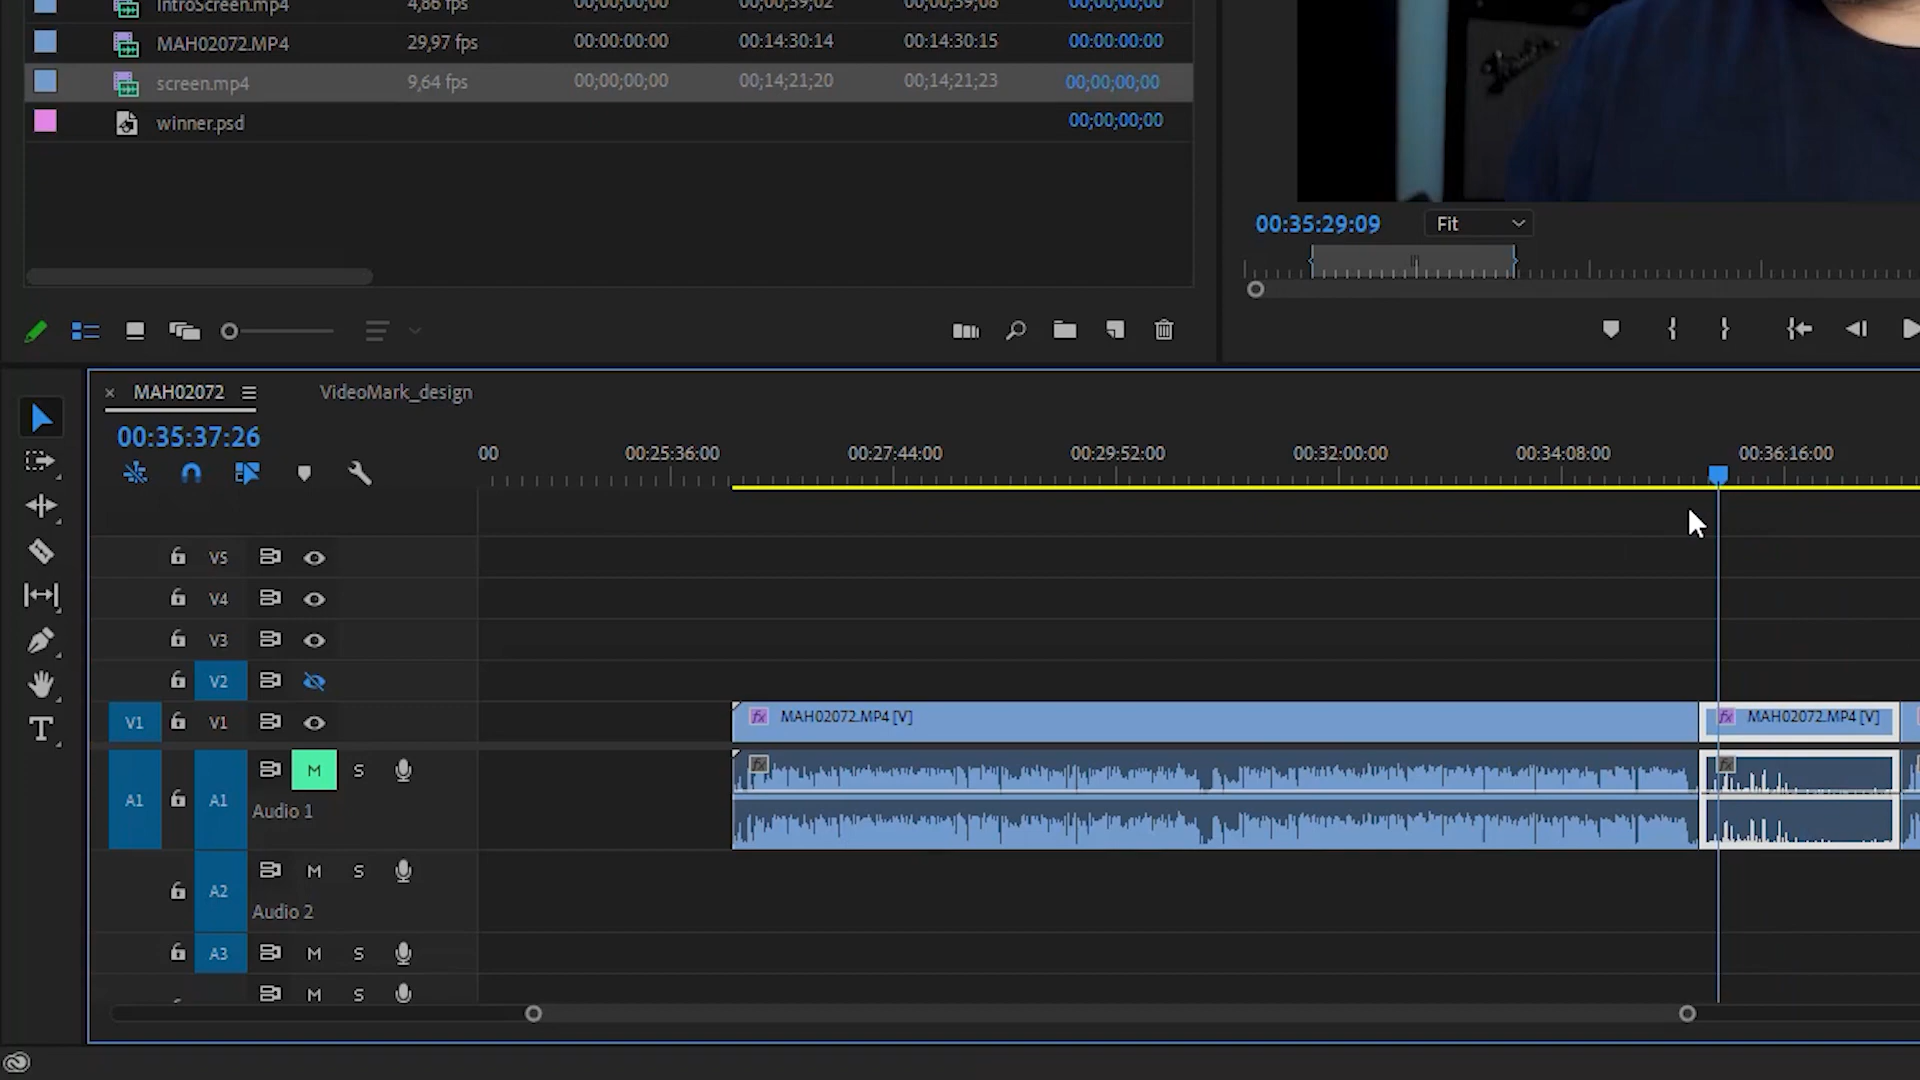 IntroScreen.mp4 4,86 fps 00;00;00;00 00;00;39;02 00;00;39;08 00;00;00;00
MAH02072.MP4 29,97 fps 00:00:00:00 00:14:30:14 00:14:30:15 00:00:00:00
screen.mp4 9,64 fps 00;00;00;00 00;14;21;20 00;14;21;23 00;00;00;00
winner.psd 00;00;00;00
00:35:29:09 Fit
MAH02072 VideoMark_design
00:35:37:26
00 00:25:36:00 00:27:44:00 00:29:52:00 00:32:00:00 00:34:08:00 00:36:16:00
V5
V4
V3
V2
V1 V1 fx MAH02072.MP4 [V] fx MAH02072.MP4 [V]
M S fx fx
A1 A1
Audio 1
M S
A2
Audio 2
A3 M S
M S